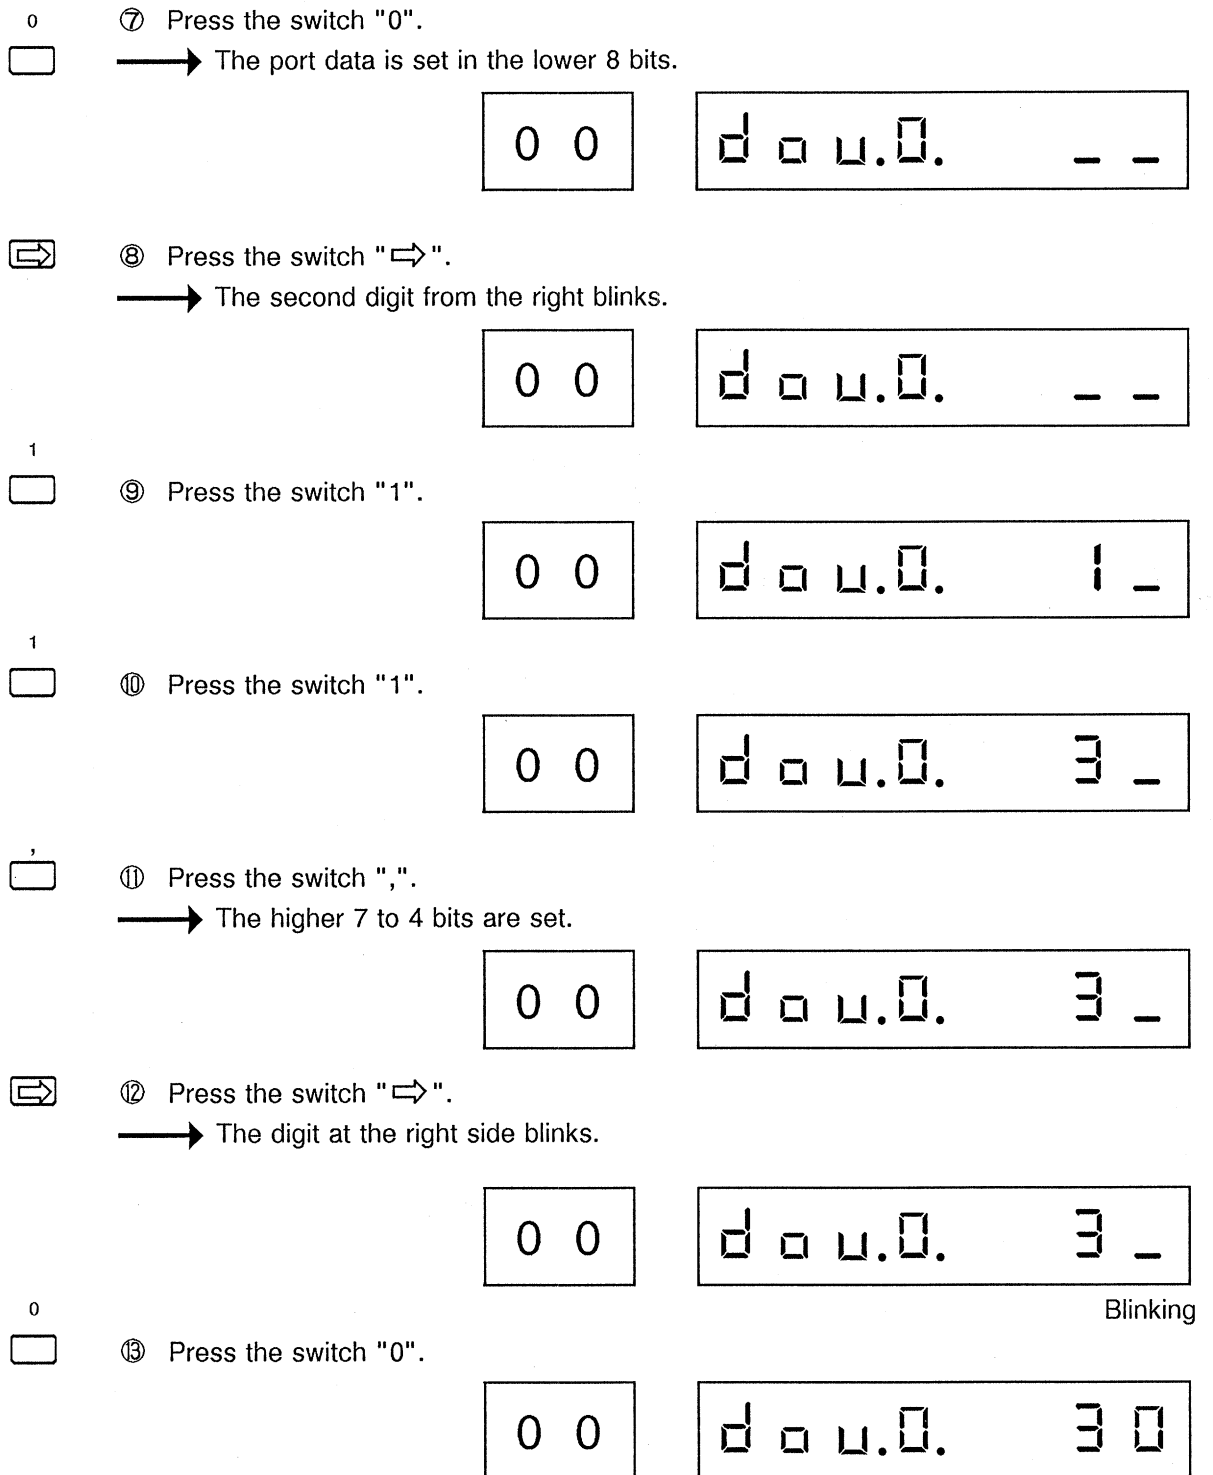 0
⑦ Press the switch "0".
⟶ The port data is set in the lower 8 bits.
0 0 d o u.0. _ _
⑧ Press the switch "⇨".
⟶ The second digit from the right blinks.
0 0 d o u.0. _ _
1
⑨ Press the switch "1".
0 0 d o u.0. 1 _
1
⑩ Press the switch "1".
0 0 d o u.0. 3 _
,
⑪ Press the switch ",".
⟶ The higher 7 to 4 bits are set.
0 0 d o u.0. 3 _
⑫ Press the switch "⇨".
⟶ The digit at the right side blinks.
0 0 d o u.0. 3 _
Blinking
0
⑬ Press the switch "0".
0 0 d o u.0. 3 0